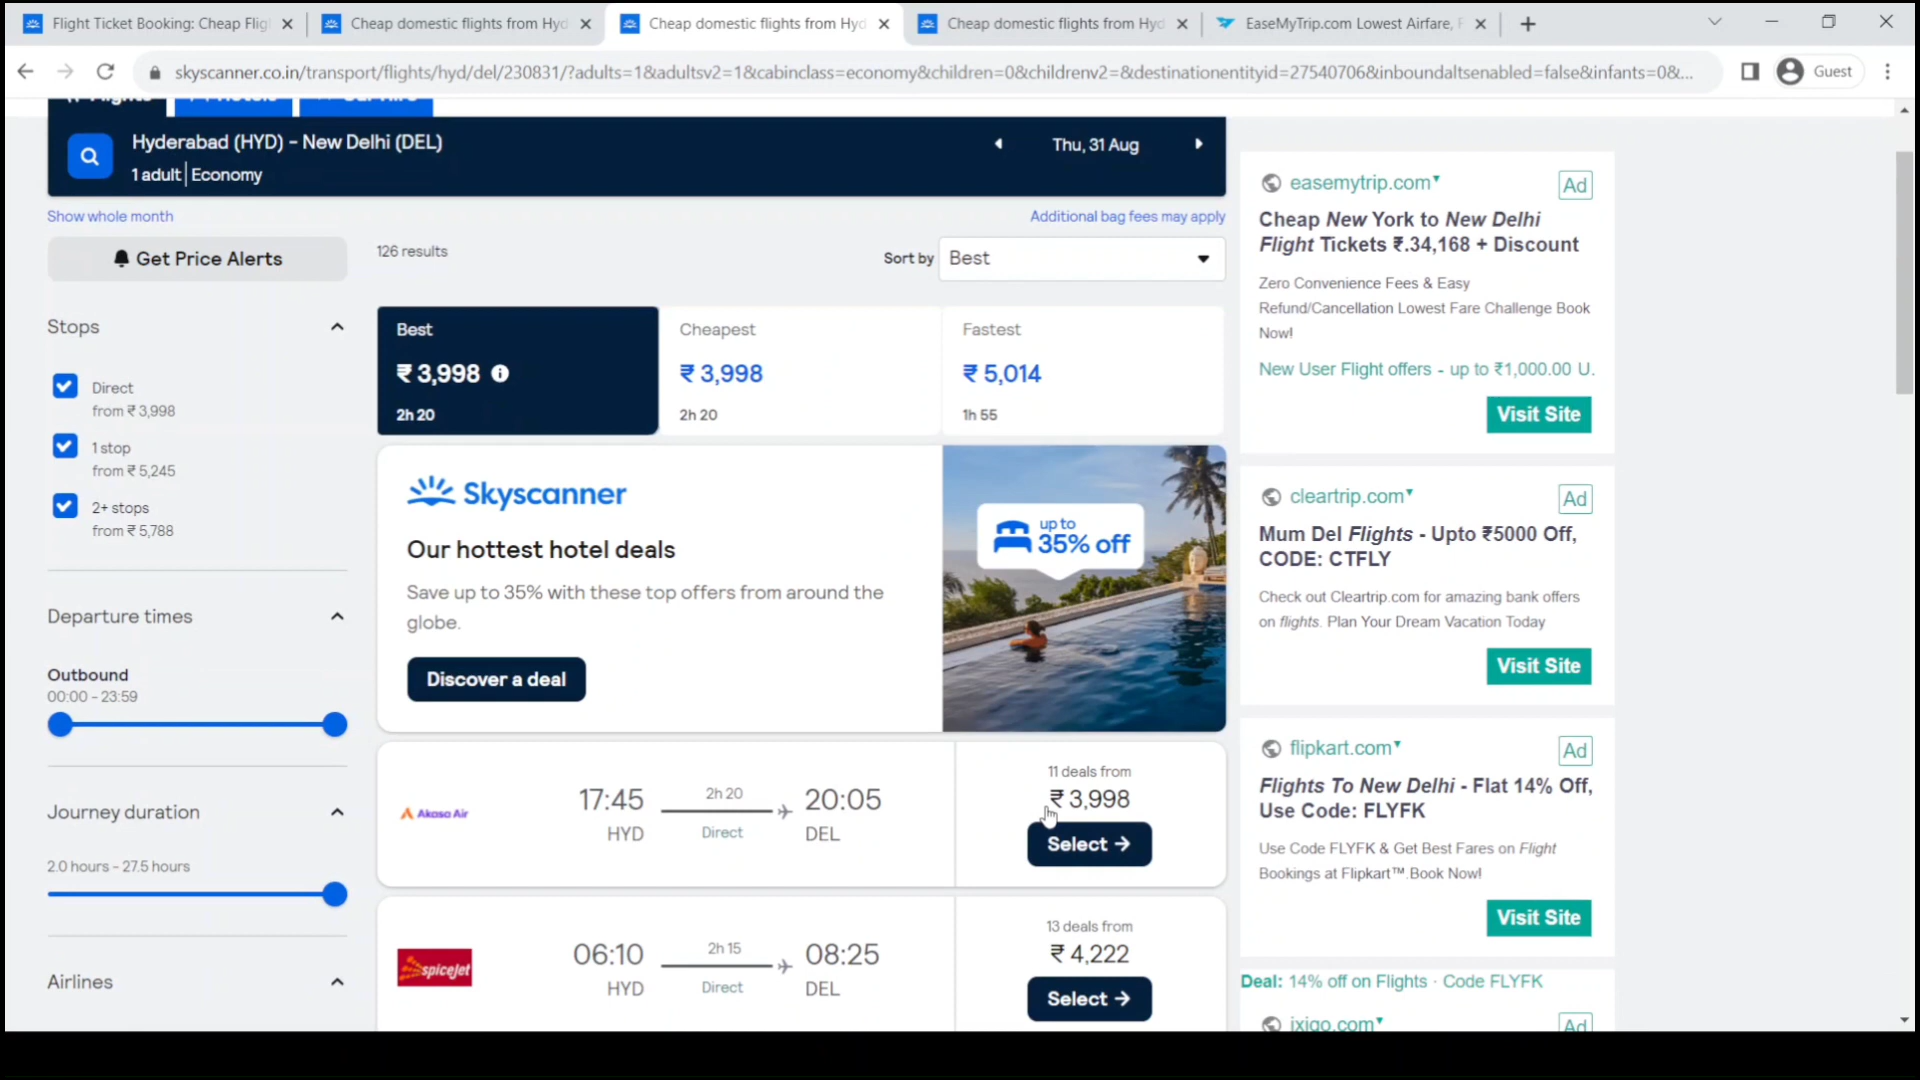 Flight Ticket Booking: Cheap Flig
Cheap domestic flights from Hyd
Cheap domestic flights from Hyd
Cheap domestic flights from Hyd
EaseMyTrip.com Lowest Airfare, F
skyscanner.co.in/transport/flights/hyd/del/230831/?adults=1&adultsv2=1&cabinclass=economy&children=0&childrenv2=&destinationentityid=27540706&inboundaltsenabled=false&infants=0&...
Guest
Flights
Hotels
Car Hire
Hyderabad (HYD) – New Delhi (DEL)
1 adult | Economy
Thu, 31 Aug
Show whole month
Additional bag fees may apply
Get Price Alerts
126 results
Sort by
Best
Stops
Direct
from ₹ 3,998
1 stop
from ₹ 5,245
2+ stops
from ₹ 5,788
Departure times
Outbound
00:00 - 23:59
Journey duration
2.0 hours - 27.5 hours
Airlines
Best
₹ 3,998
2h 20
Cheapest
₹ 3,998
2h 20
Fastest
₹ 5,014
1h 55
Skyscanner
Our hottest hotel deals
Save up to 35% with these top offers from around the
globe.
Discover a deal
up to
35% off
Akasa Air
17:45
HYD
2h 20
Direct
20:05
DEL
11 deals from
₹ 3,998
Select →
spicejet
06:10
HYD
2h 15
Direct
08:25
DEL
13 deals from
₹ 4,222
Select →
easemytrip.com
Ad
Cheap New York to New Delhi
Flight Tickets ₹.34,168 + Discount
Zero Convenience Fees & Easy
Refund/Cancellation Lowest Fare Challenge Book
Now!
New User Flight offers - up to ₹1,000.00 U.
Visit Site
cleartrip.com
Ad
Mum Del Flights - Upto ₹5000 Off,
CODE: CTFLY
Check out Cleartrip.com for amazing bank offers
on flights. Plan Your Dream Vacation Today
Visit Site
flipkart.com
Ad
Flights To New Delhi - Flat 14% Off,
Use Code: FLYFK
Use Code FLYFK & Get Best Fares on Flight
Bookings at Flipkart™.Book Now!
Visit Site
Deal: 14% off on Flights · Code FLYFK
ixigo.com
Ad